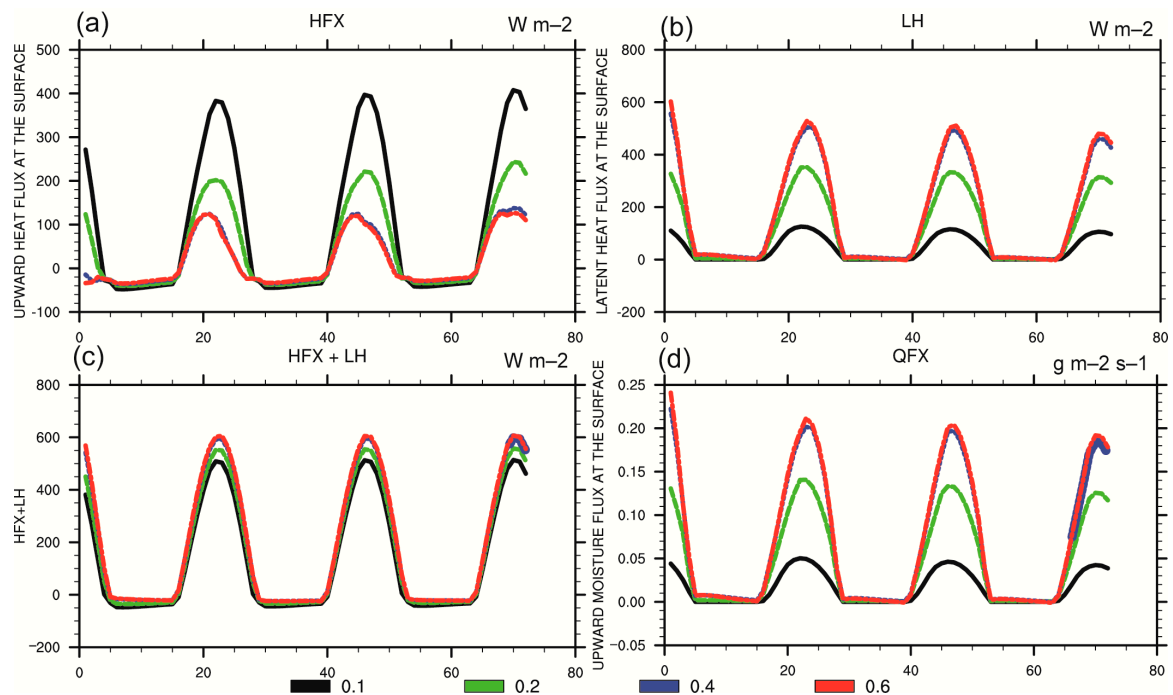 (a) HFX W m–2
UPWARD HEAT FLUX AT THE SURFACE
500
400
300
200
100
0
-100
0 20 40 60 80
(b) LH W m–2
LATENT HEAT FLUX AT THE SURFACE
800
600
400
200
0
-200
0 20 40 60 80
(c) HFX + LH W m–2
HFX+LH
800
600
400
200
0
−200
0 20 40 60 80
(d) QFX g m–2 s–1
UPWARD MOISTURE FLUX AT THE SURFACE
0.25
0.20
0.15
0.10
0.05
0.00
−0.05
0 20 40 60 80
0.1 0.2 0.4 0.6